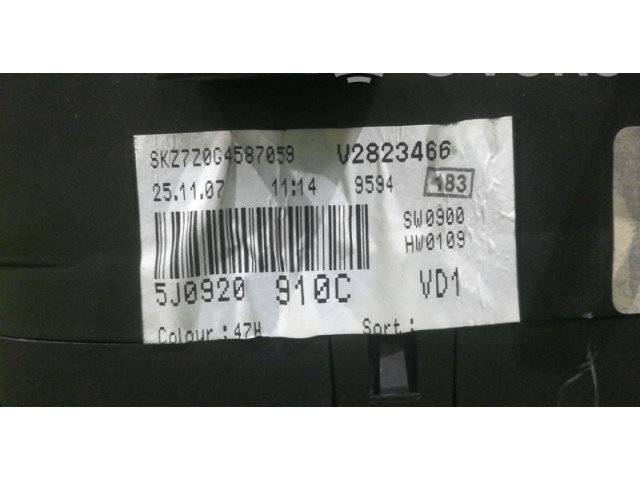 SKZ7Z0G4587059 V2823466
25.11.07 11:14 9594 183
SW0900
HW0109
5J0920 910C VD1
Colour : 47H Sort :